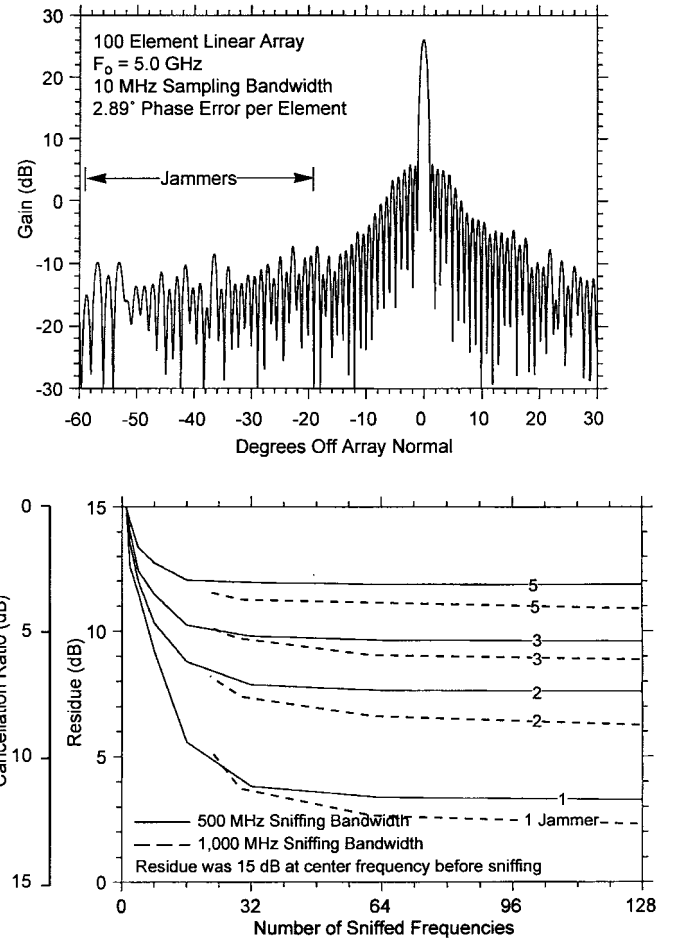 30
20
10
0
-10
-20
-30
Gain (dB)
100 Element Linear Array
Fo = 5.0 GHz
10 MHz Sampling Bandwidth
2.89° Phase Error per Element
Jammers
-60 -50 -40 -30 -20 -10 0 10 20 30
Degrees Off Array Normal
0
5
10
15
Cancellation Ratio (dB)
15
10
5
0
Residue (dB)
5
5
3
3
2
2
1
1 Jammer
500 MHz Sniffing Bandwidth
1,000 MHz Sniffing Bandwidth
Residue was 15 dB at center frequency before sniffing
0 32 64 96 128
Number of Sniffed Frequencies